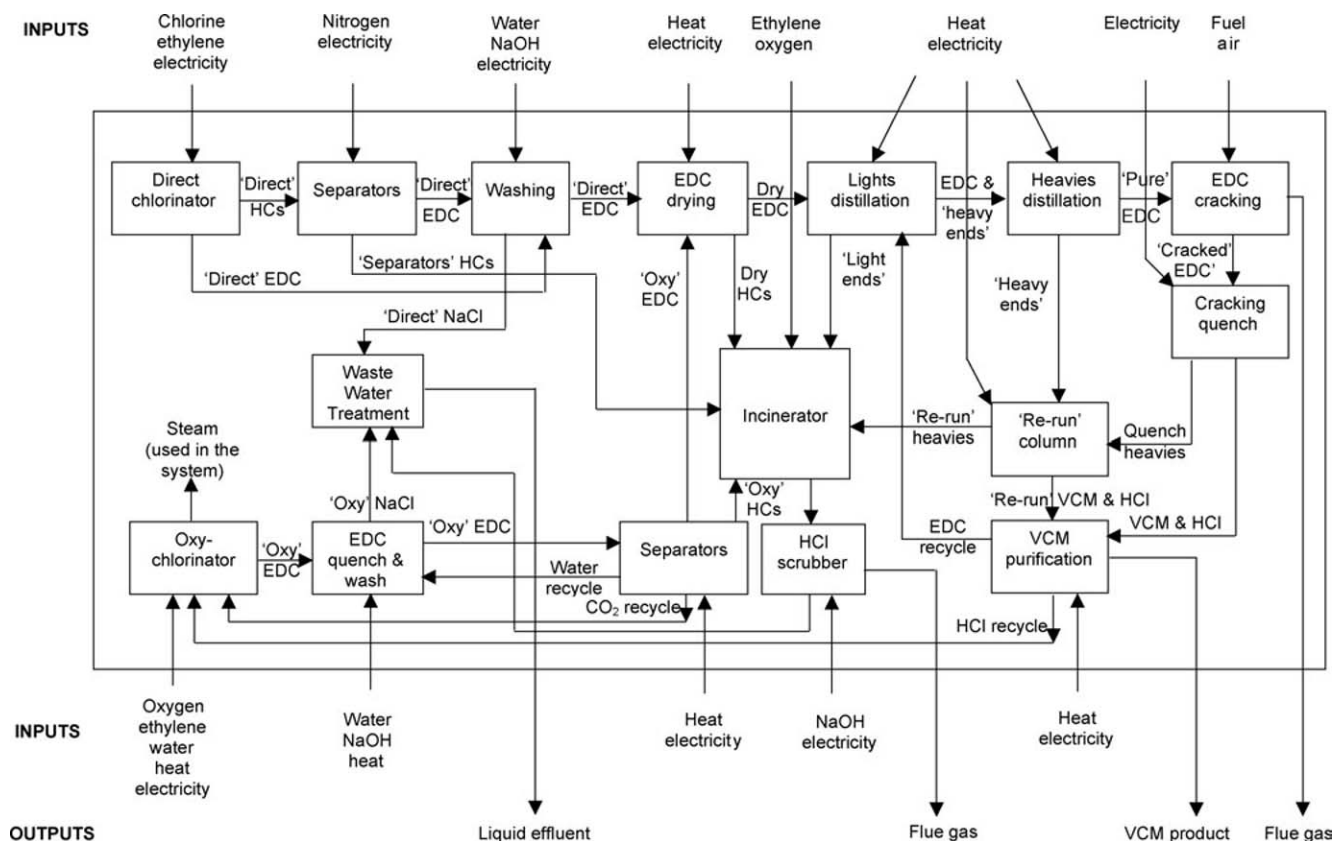 INPUTS
Chlorine
ethylene
electricity
Nitrogen
electricity
Water
NaOH
electricity
Heat
electricity
Ethylene
oxygen
Heat
electricity
Electricity
Fuel
air
Direct
chlorinator
‘Direct’
HCs
Separators
‘Direct’
EDC
Washing
‘Direct’
EDC
EDC
drying
Dry
EDC
Lights
distillation
EDC &
‘heavy
ends’
Heavies
distillation
‘Pure’
EDC
EDC
cracking
‘Direct’ EDC
‘Separators’ HCs
‘Oxy’
EDC
Dry
HCs
‘Light
ends’
‘Heavy
ends’
‘Cracked’
EDC’
Cracking
quench
‘Direct’ NaCl
Waste
Water
Treatment
Incinerator
‘Re-run’
heavies
‘Re-run’
column
Quench
heavies
Steam
(used in the
system)
‘Oxy’ NaCl
‘Oxy’
HCs
‘Re-run’ VCM & HCl
Oxy-
chlorinator
‘Oxy’
EDC
EDC
quench &
wash
‘Oxy’ EDC
Water
recycle
Separators
HCl
scrubber
EDC
recycle
VCM
purification
VCM & HCl
CO₂ recycle
HCl recycle
INPUTS
Oxygen
ethylene
water
heat
electricity
Water
NaOH
heat
Heat
electricity
NaOH
electricity
Heat
electricity
OUTPUTS
Liquid effluent
Flue gas
VCM product
Flue gas